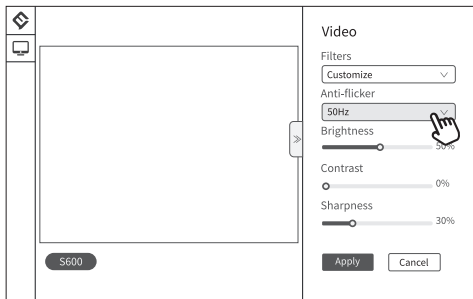 Video
Filters
Customize
Anti-flicker
50Hz
Brightness
50%
Contrast
0%
Sharpness
30%
S600
Apply
Cancel